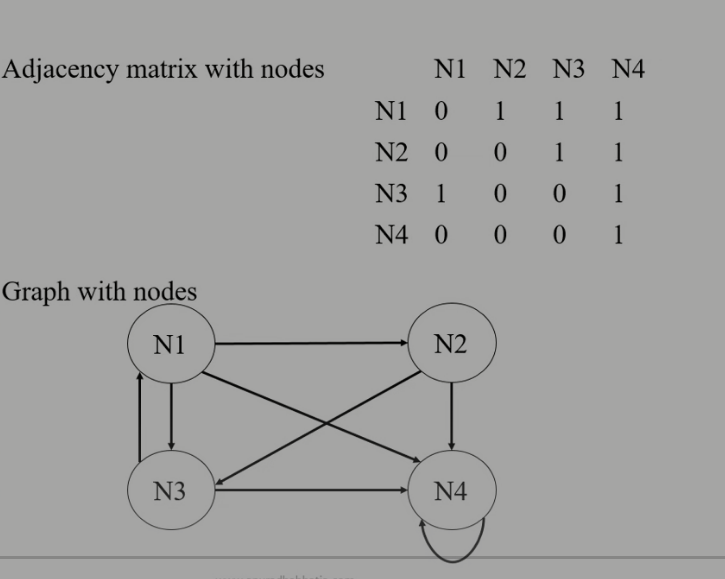 Adjacency matrix with nodes N1 N2 N3 N4
N1 0 1 1 1
N2 0 0 1 1
N3 1 0 0 1
N4 0 0 0 1
Graph with nodes
N1 N2
N3 N4